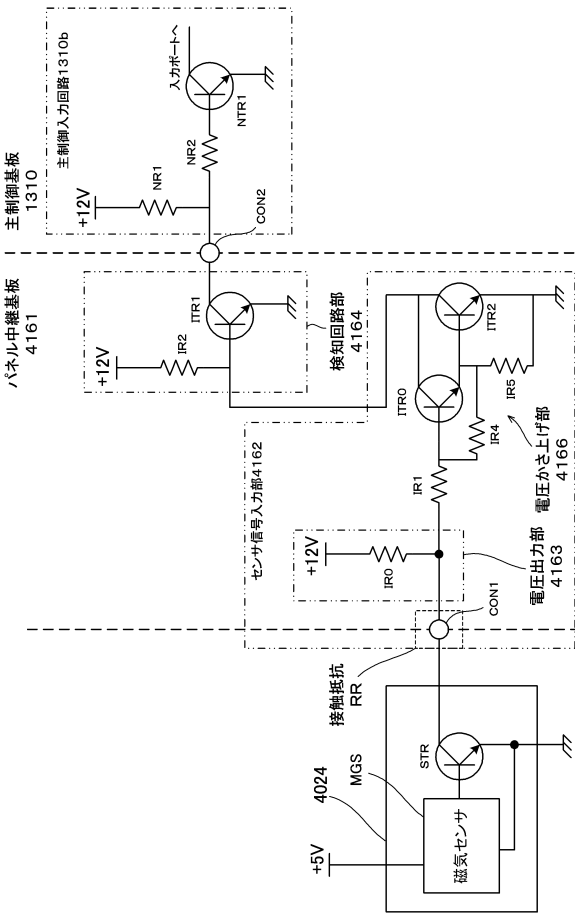 主制御基板
1310
主制御入力回路1310b
入力ポートへ
+12V
NR1
NR2
NTR1
CON2
パネル中継基板
4161
+12V
IR2
ITR1
検知回路部
4164
センサ信号入力部4162
ITR0
ITR2
IR1
IR4
IR5
電圧かさ上げ部
4166
+12V
IR0
電圧出力部
4163
CON1
接触抵抗
RR
4024
MGS
STR
+5V
磁気センサ